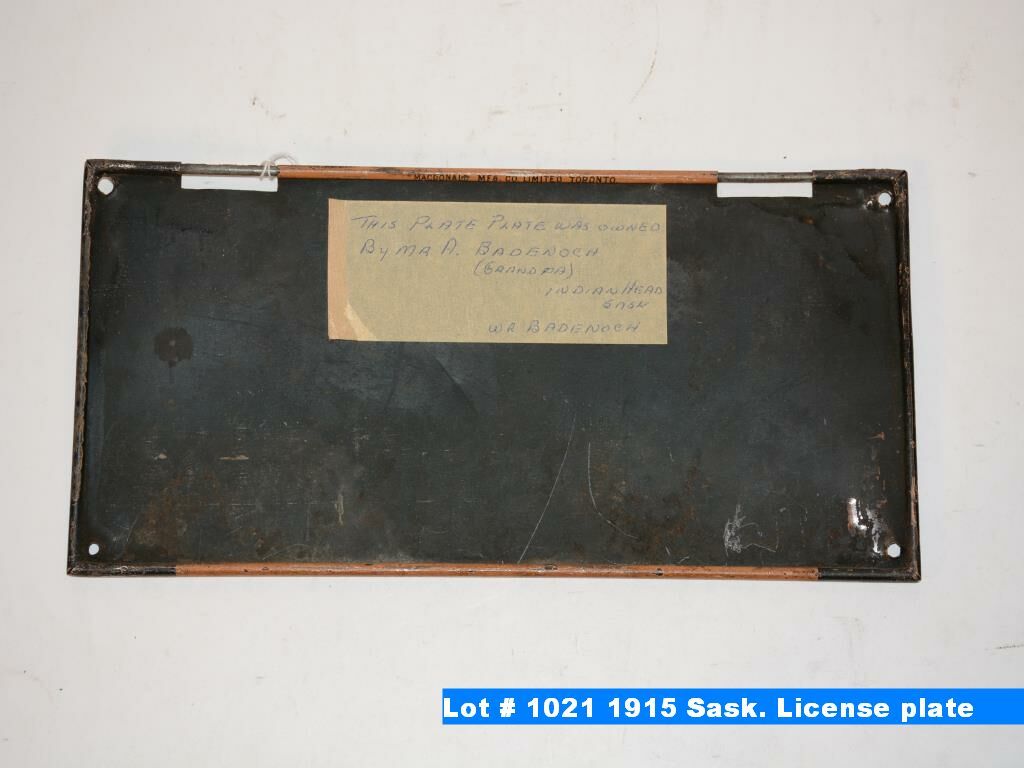 MACDONALD MFG. CO. LIMITED TORONTO
THIS PLATE PLATE WAS OWNED
By MR A. BADENOCH
(GRANDPA)
INDIAN HEAD
SASK
WR BADENOCH
Lot # 1021 1915 Sask. License plate